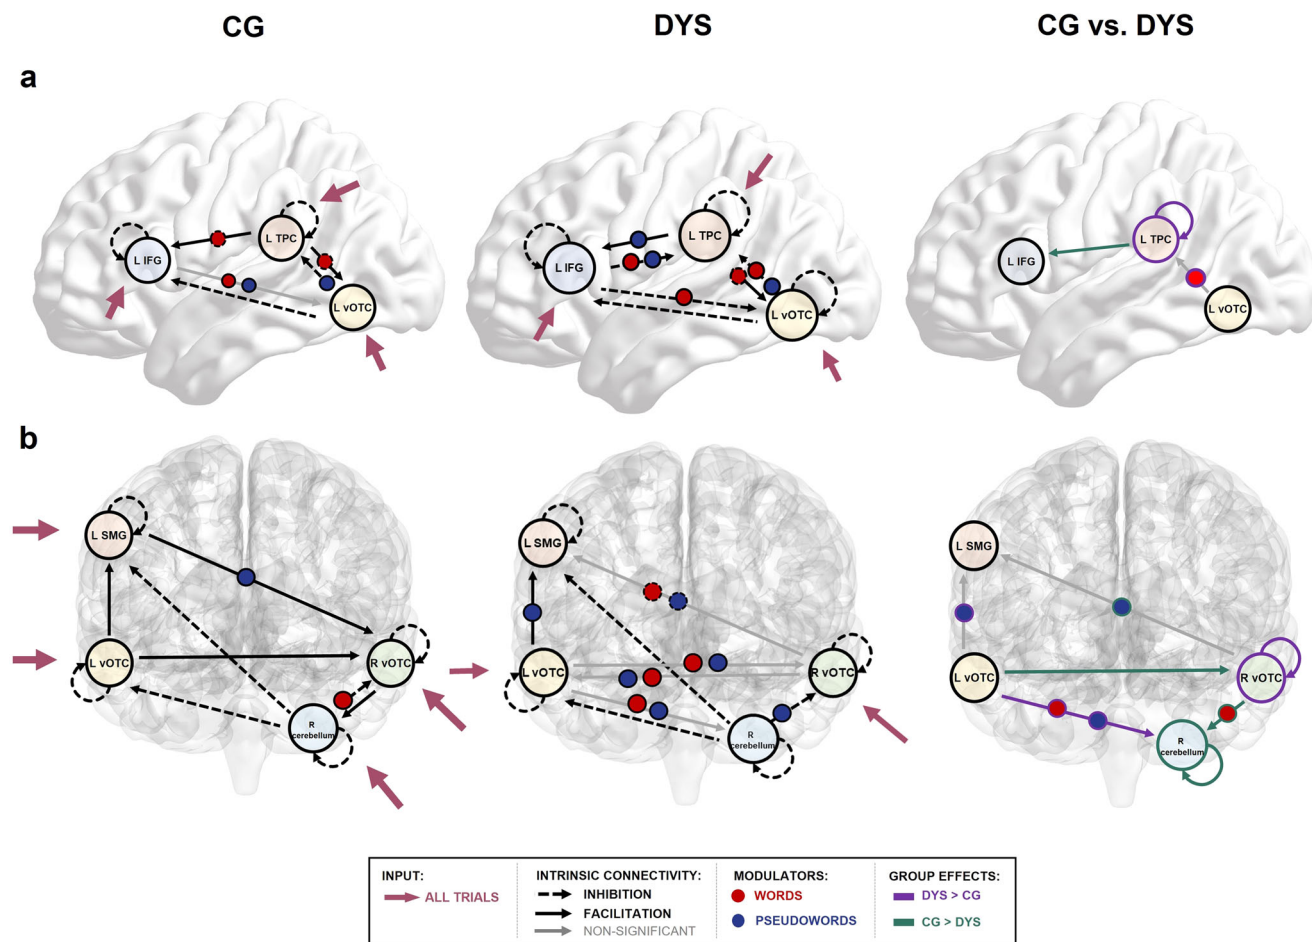 CG
DYS
CG vs. DYS
a
L IFG
L TPC
L vOTC
L IFG
L TPC
L vOTC
L IFG
L TPC
L vOTC
b
L SMG
L vOTC
R vOTC
R
cerebellum
L SMG
L vOTC
R vOTC
R
cerebellum
L SMG
L vOTC
R vOTC
R
cerebellum
INPUT:
ALL TRIALS
INTRINSIC CONNECTIVITY:
INHIBITION
FACILITATION
NON-SIGNIFICANT
MODULATORS:
WORDS
PSEUDOWORDS
GROUP EFFECTS:
DYS > CG
CG > DYS